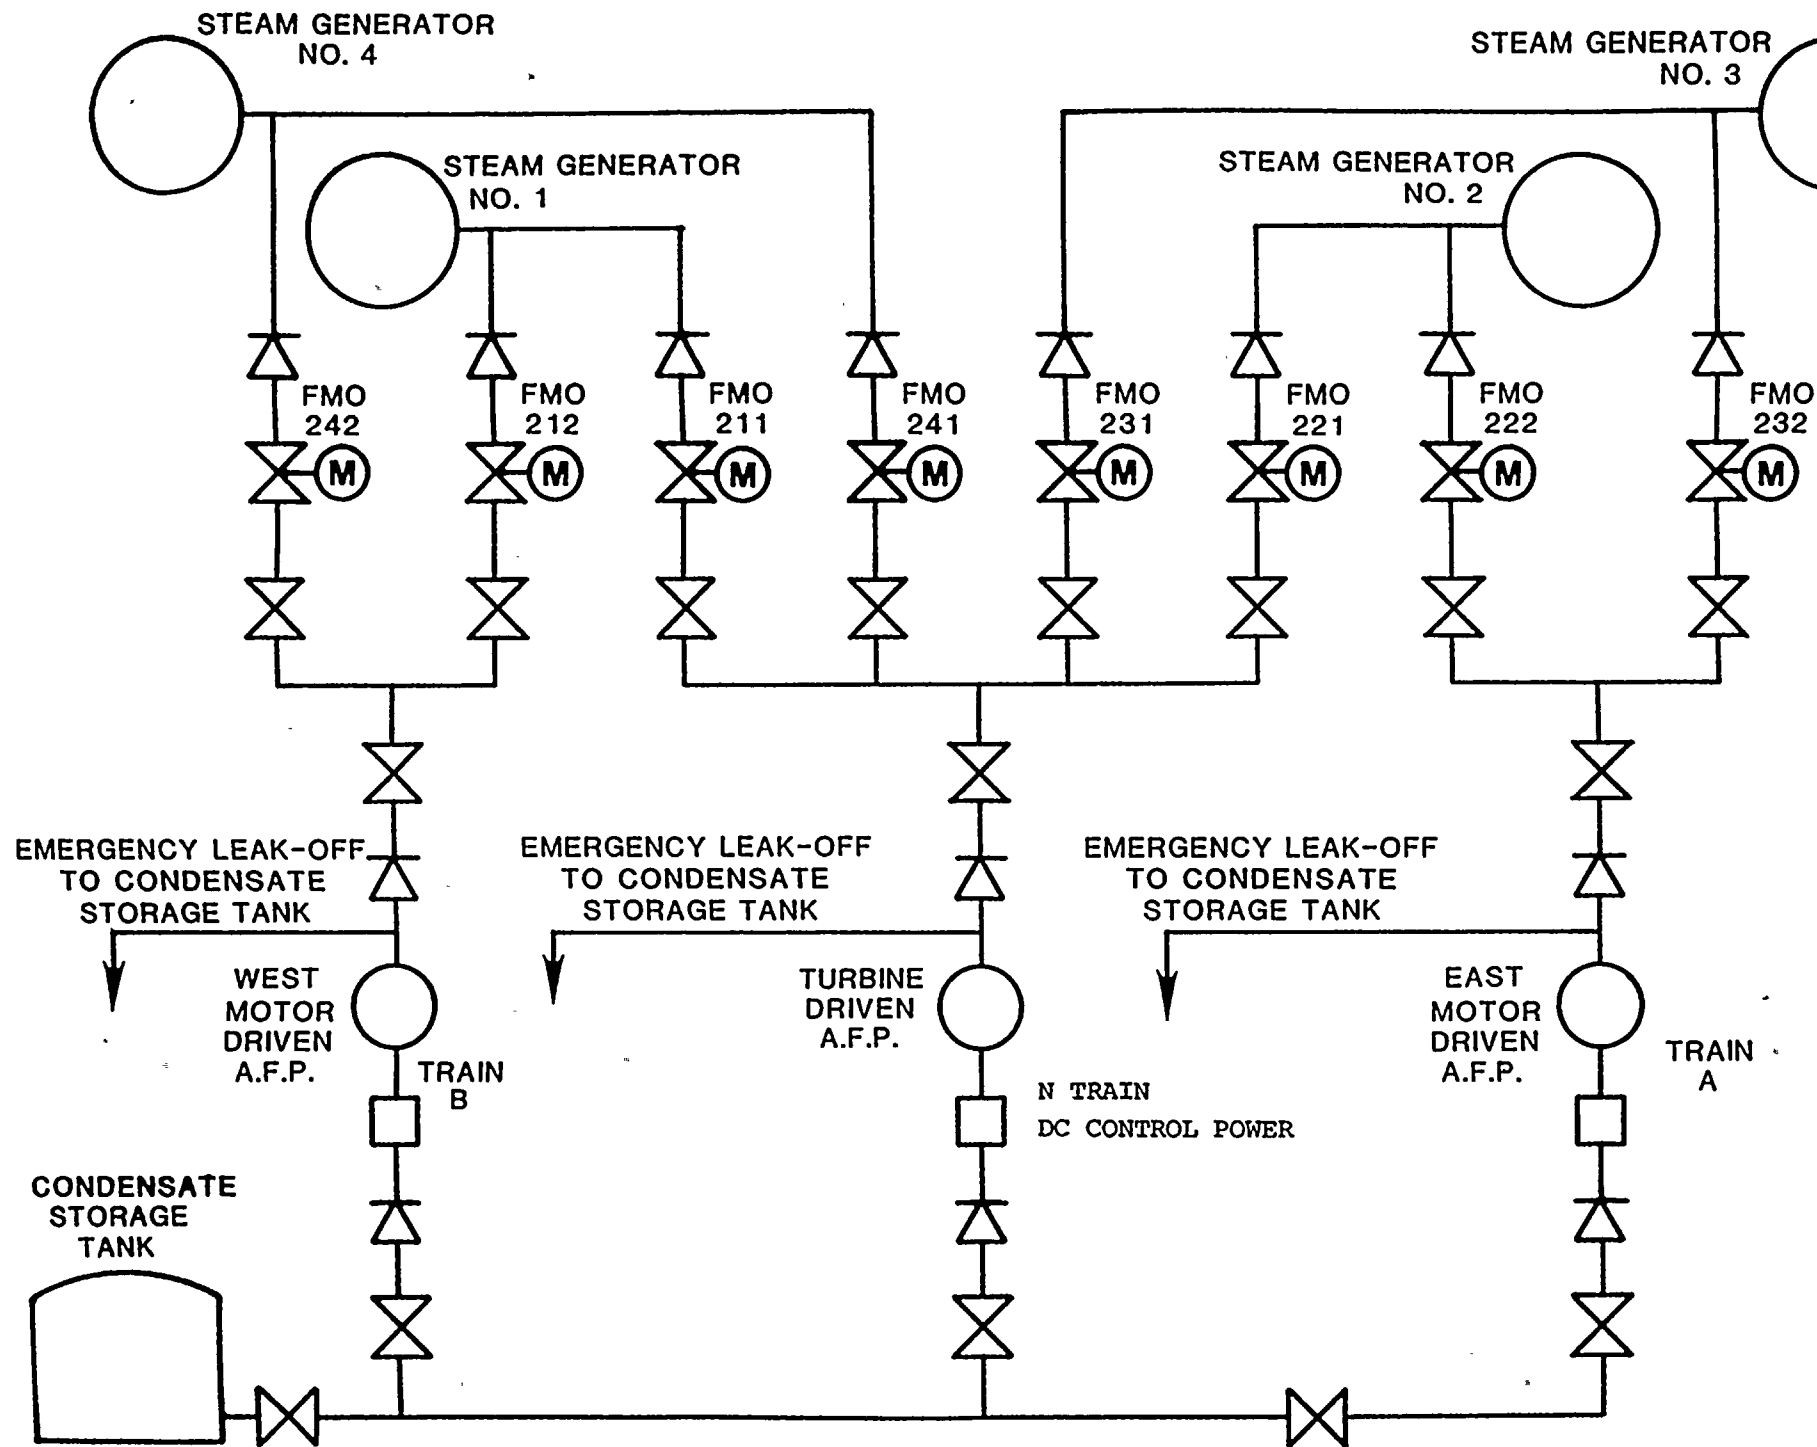 STEAM GENERATOR
NO. 4
STEAM GENERATOR
NO. 3
STEAM GENERATOR
NO. 1
STEAM GENERATOR
NO. 2
FMO
242
FMO
212
FMO
211
FMO
241
FMO
231
FMO
221
FMO
222
FMO
232
M
M
M
M
M
M
M
M
EMERGENCY LEAK-OFF
TO CONDENSATE
STORAGE TANK
EMERGENCY LEAK-OFF
TO CONDENSATE
STORAGE TANK
EMERGENCY LEAK-OFF
TO CONDENSATE
STORAGE TANK
WEST
MOTOR
DRIVEN
A.F.P.
TRAIN
B
TURBINE
DRIVEN
A.F.P.
N TRAIN
DC CONTROL POWER
EAST
MOTOR
DRIVEN
A.F.P.
TRAIN
A
CONDENSATE
STORAGE
TANK